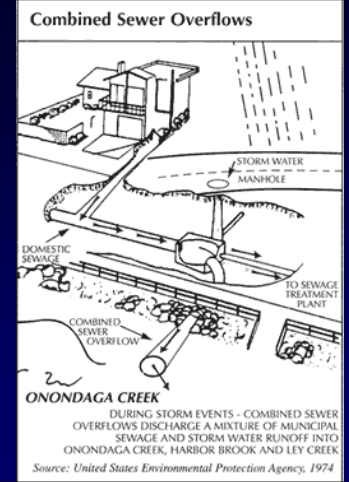 Combined Sewer Overflows
STORM WATER
MANHOLE
DOMESTIC
SEWAGE
TO SEWAGE
TREATMENT
PLANT
COMBINED
SEWER
OVERFLOW
ONONDAGA CREEK
DURING STORM EVENTS - COMBINED SEWER
OVERFLOWS DISCHARGE A MIXTURE OF MUNICIPAL
SEWAGE AND STORM WATER RUNOFF INTO
ONONDAGA CREEK, HARBOR BROOK AND LEY CREEK
Source: United States Environmental Protection Agency, 1974